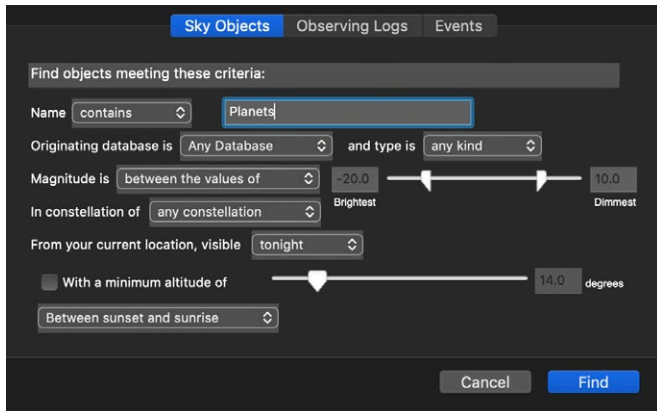 Sky Objects Observing Logs Events
Find objects meeting these criteria:
Name contains Planets
Originating database is Any Database and type is any kind
Magnitude is between the values of -20.0 10.0
Brightest Dimmest
In constellation of any constellation
From your current location, visible tonight
With a minimum altitude of 14.0 degrees
Between sunset and sunrise
Cancel Find